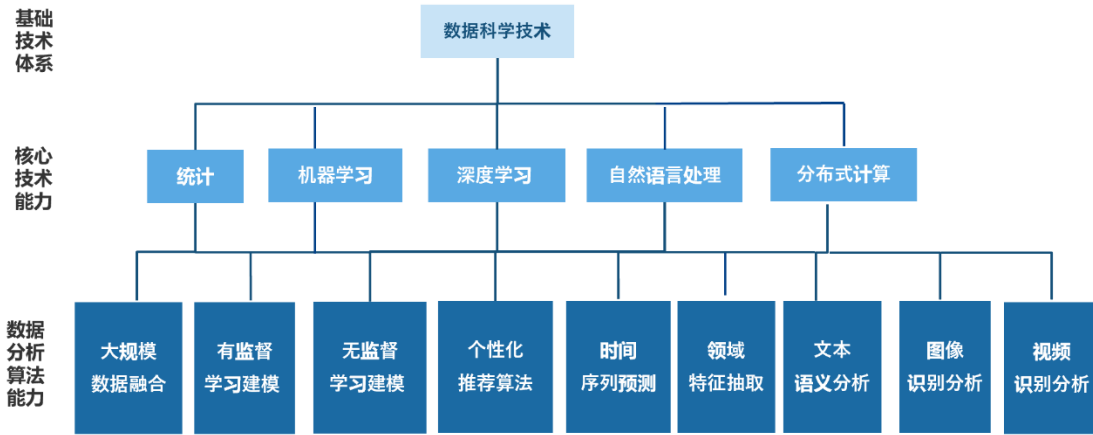 基础
技术
体系
数据科学技术
核心
技术
能力
统计
机器学习
深度学习
自然语言处理
分布式计算
数据
分析
算法
能力
大规模
数据融合
有监督
学习建模
无监督
学习建模
个性化
推荐算法
时间
序列预测
领域
特征抽取
文本
语义分析
图像
识别分析
视频
识别分析